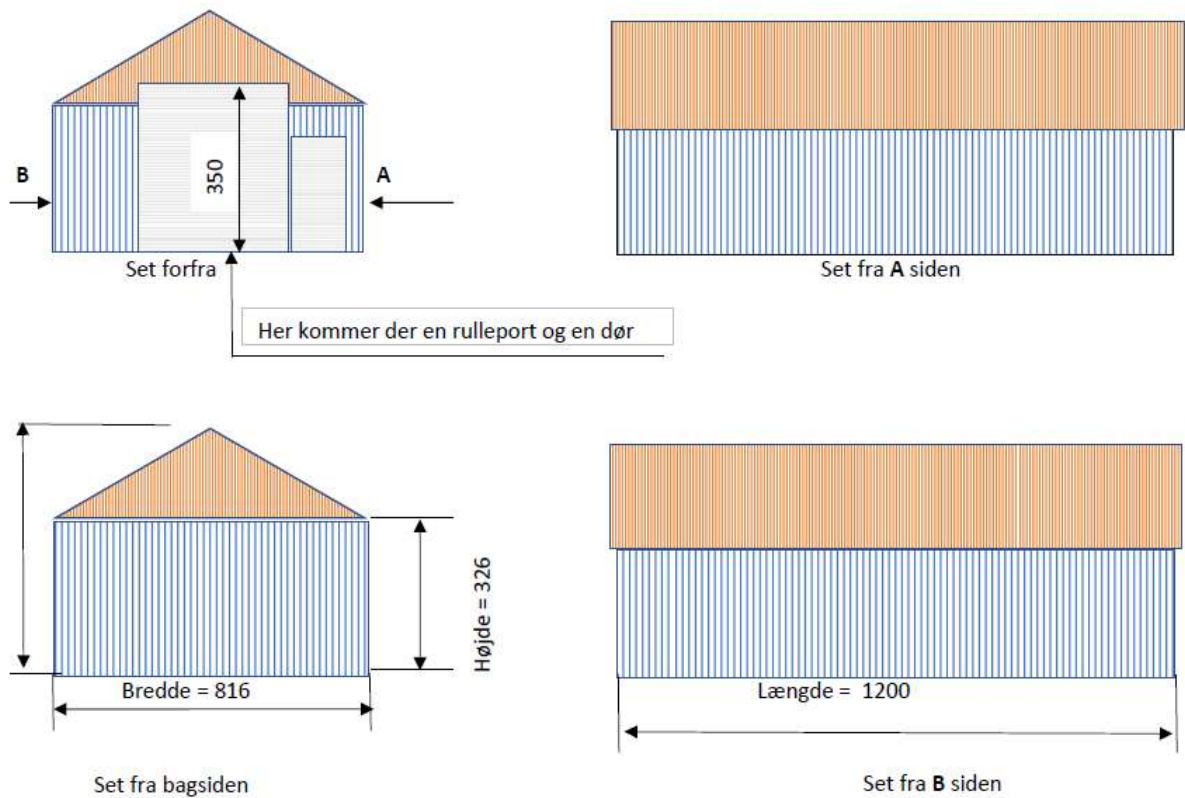 B
A
350
Set forfra
Set fra A siden
Her kommer der en rulleport og en dør
Højde = 326
Bredde = 816
Længde = 1200
Set fra bagsiden
Set fra B siden